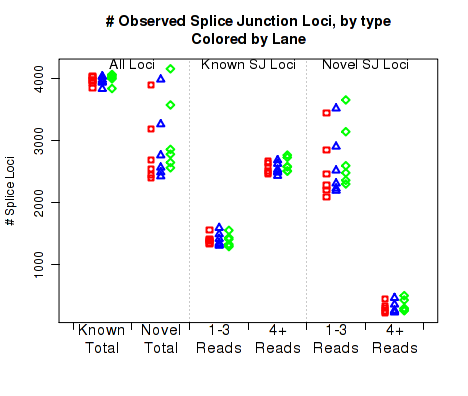 # Observed Splice Junction Loci, by type
Colored by Lane
All Loci
Known SJ Loci
Novel SJ Loci
# Splice Loci
4000
3000
2000
1000
Known Total
Novel Total
1-3 Reads
4+ Reads
1-3 Reads
4+ Reads